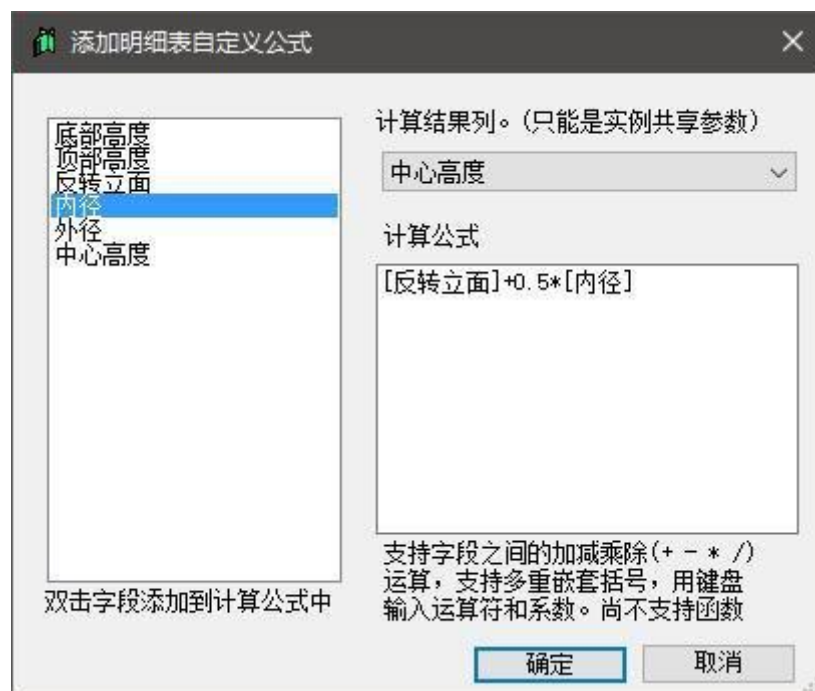 添加明细表自定义公式
底部高度
顶部高度
反转立面
内径
外径
中心高度
双击字段添加到计算公式中
计算结果列。(只能是实例共享参数)
中心高度
计算公式
[反转立面]+0.5*[内径]
支持字段之间的加减乘除(+ - * /)
运算，支持多重嵌套括号，用键盘
输入运算符和系数。尚不支持函数
确定
取消